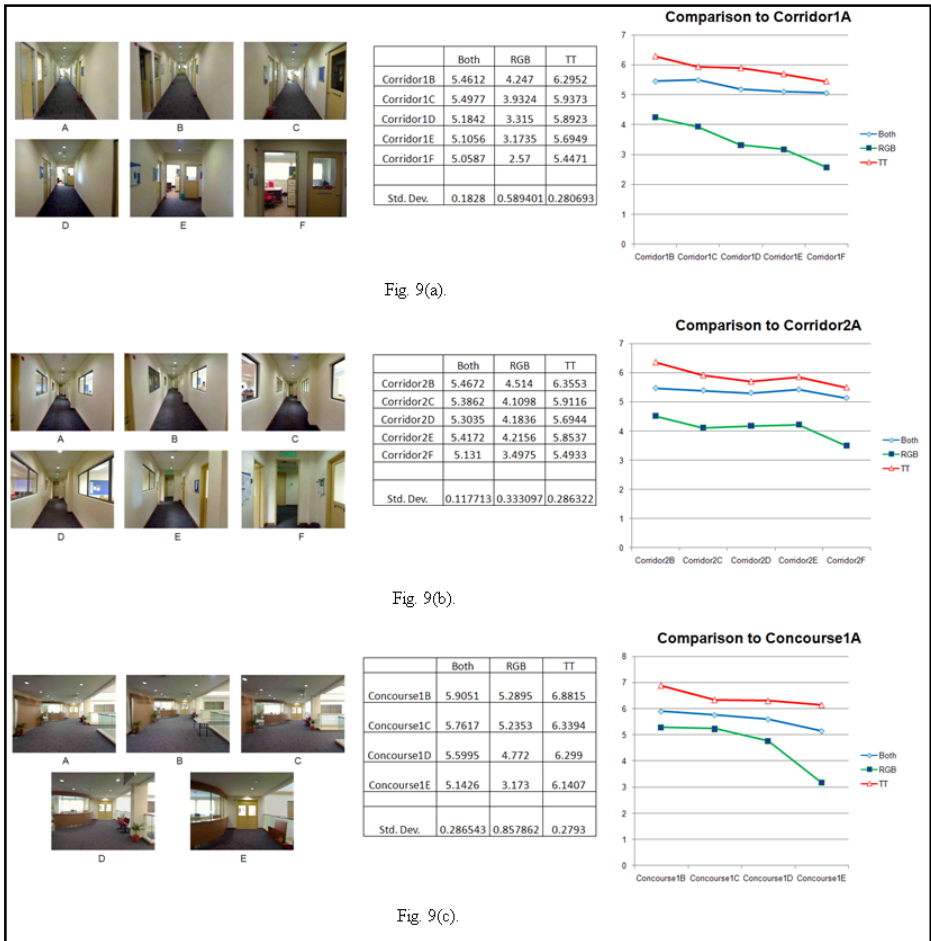 Comparison to Corridor1A
A
B
C
D
E
F
Both RGB TT
Corridor1B 5.4612 4.247 6.2952
Corridor1C 5.4977 3.9324 5.9373
Corridor1D 5.1842 3.315 5.8923
Corridor1E 5.1056 3.1735 5.6949
Corridor1F 5.0587 2.57 5.4471
Std. Dev. 0.1828 0.589401 0.280693
7
6
5
4
3
2
1
0
Corridor1B Corridor1C Corridor1D Corridor1E Corridor1F
Both
RGB
TT
Fig. 9(a).
Comparison to Corridor2A
A
B
C
D
E
F
Both RGB TT
Corridor2B 5.4672 4.514 6.3553
Corridor2C 5.3862 4.1098 5.9116
Corridor2D 5.3035 4.1836 5.6944
Corridor2E 5.4172 4.2156 5.8537
Corridor2F 5.131 3.4975 5.4933
Std. Dev. 0.117713 0.333097 0.286322
7
6
5
4
3
2
1
0
Corridor2B Corridor2C Corridor2D Corridor2E Corridor2F
Both
RGB
TT
Fig. 9(b).
Comparison to Concourse1A
A
B
C
D
E
Both RGB TT
Concourse1B 5.9051 5.2895 6.8815
Concourse1C 5.7617 5.2353 6.3394
Concourse1D 5.5995 4.772 6.299
Concourse1E 5.1426 3.173 6.1407
Std. Dev. 0.286543 0.857862 0.2793
8
7
6
5
4
3
2
1
0
Concourse1B Concourse1C Concourse1D Concourse1E
Both
RGB
TT
Fig. 9(c).